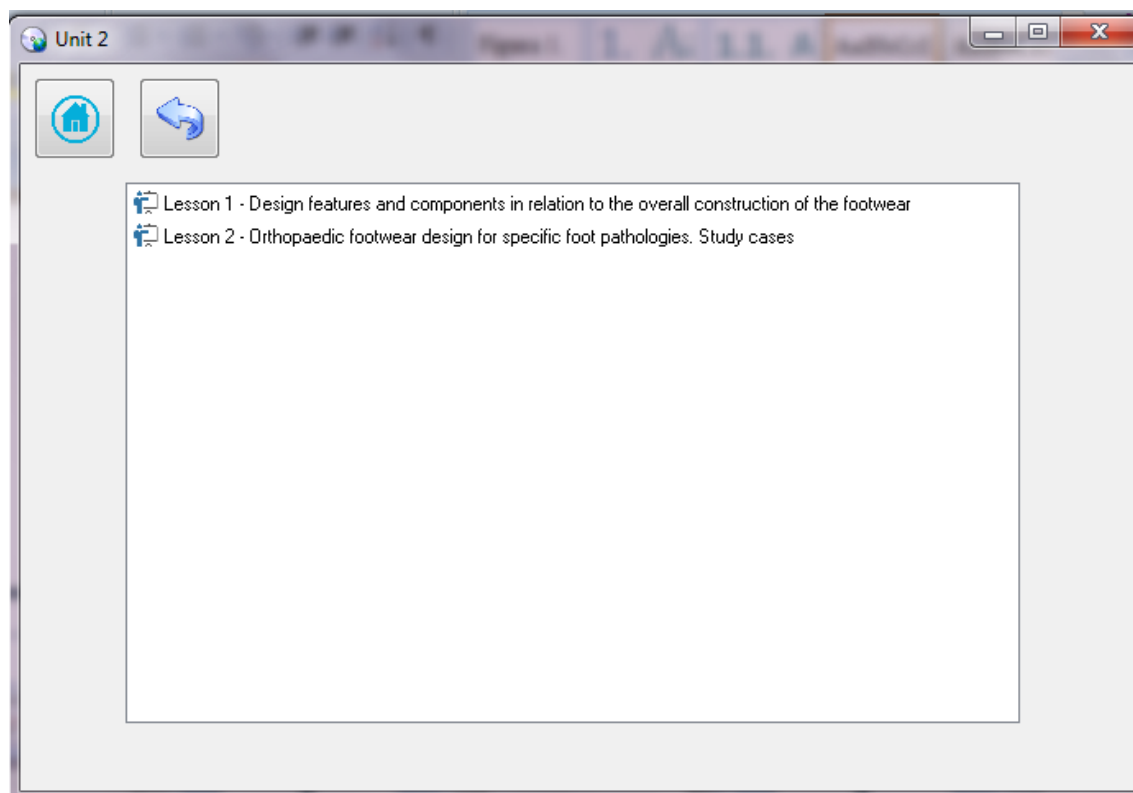 Unit 2
Lesson 1 - Design features and components in relation to the overall construction of the footwear
Lesson 2 - Orthopaedic footwear design for specific foot pathologies. Study cases